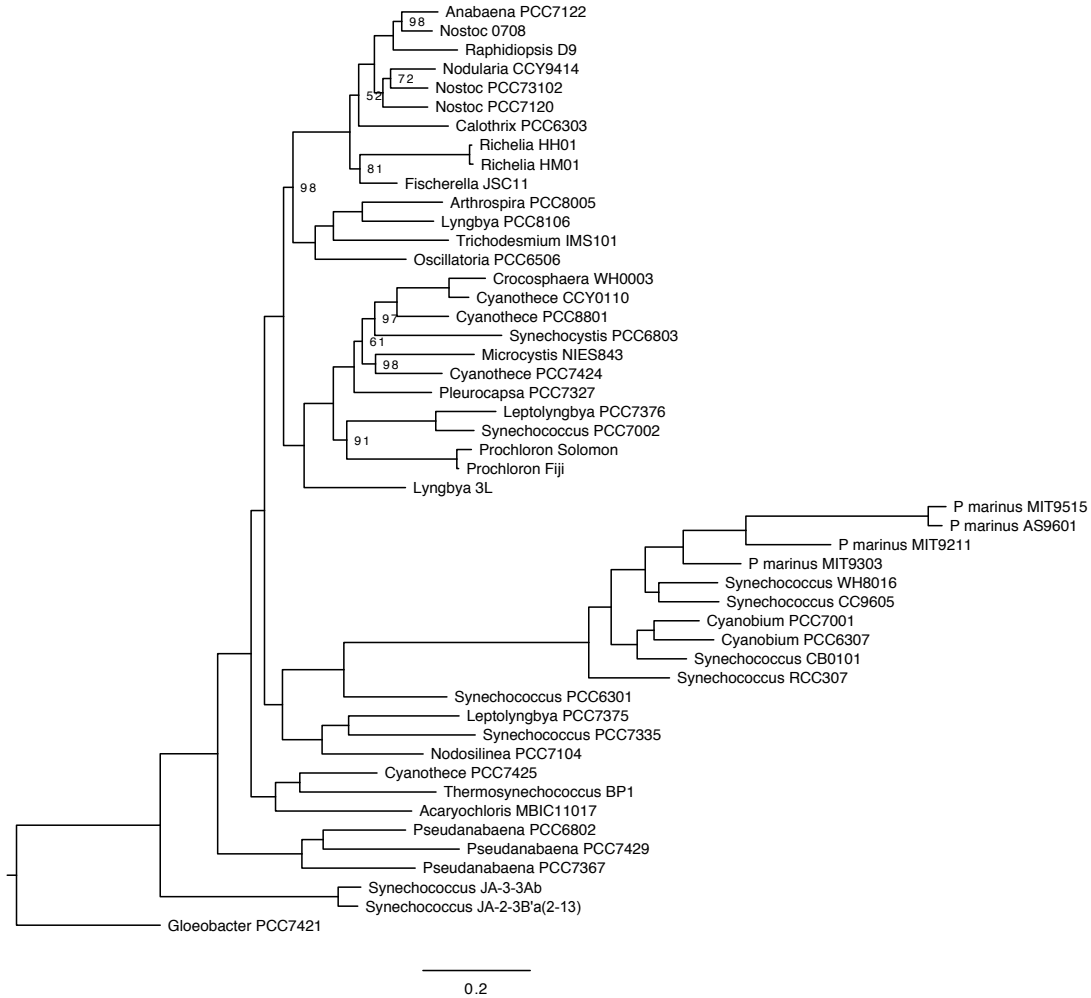 Anabaena PCC7122
98
Nostoc 0708
Raphidiopsis D9
Nodularia CCY9414
72
Nostoc PCC73102
52
Nostoc PCC7120
Calothrix PCC6303
Richelia HH01
Richelia HM01
81
Fischerella JSC11
98
Arthrospira PCC8005
Lyngbya PCC8106
Trichodesmium IMS101
Oscillatoria PCC6506
Crocosphaera WH0003
Cyanothece CCY0110
97
Cyanothece PCC8801
Synechocystis PCC6803
61
Microcystis NIES843
98
Cyanothece PCC7424
Pleurocapsa PCC7327
Leptolyngbya PCC7376
Synechococcus PCC7002
91
Prochloron Solomon
Prochloron Fiji
Lyngbya 3L
P marinus MIT9515
P marinus AS9601
P marinus MIT9211
P marinus MIT9303
Synechococcus WH8016
Synechococcus CC9605
Cyanobium PCC7001
Cyanobium PCC6307
Synechococcus CB0101
Synechococcus RCC307
Synechococcus PCC6301
Leptolyngbya PCC7375
Synechococcus PCC7335
Nodosilinea PCC7104
Cyanothece PCC7425
Thermosynechococcus BP1
Acaryochloris MBIC11017
Pseudanabaena PCC6802
Pseudanabaena PCC7429
Pseudanabaena PCC7367
Synechococcus JA-3-3Ab
Synechococcus JA-2-3B'a(2-13)
Gloeobacter PCC7421
0.2